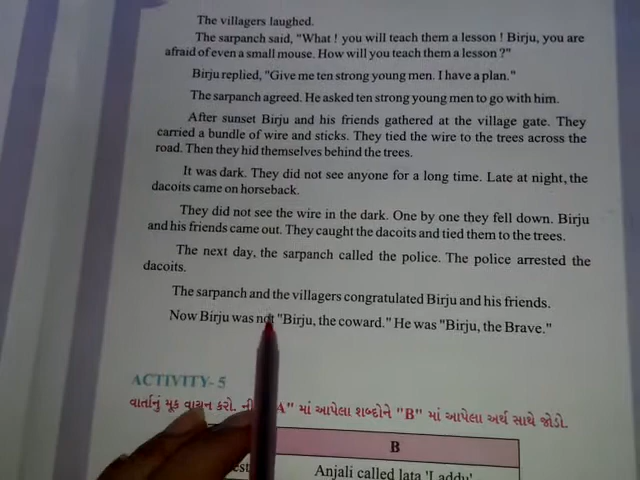 The villagers laughed.
The sarpanch said, "What ! you will teach them a lesson ! Birju, you are
afraid of even a small mouse. How will you teach them a lesson ?"
Birju replied, "Give me ten strong young men. I have a plan."
The sarpanch agreed. He asked ten strong young men to go with him.
After sunset Birju and his friends gathered at the village gate. They
carried a bundle of wire and sticks. They tied the wire to the trees across the
road. Then they hid themselves behind the trees.
It was dark. They did not see anyone for a long time. Late at night, the
dacoits came on horseback.
They did not see the wire in the dark. One by one they fell down. Birju
and his friends came out. They caught the dacoits and tied them to the trees.
The next day, the sarpanch called the police. The police arrested the
dacoits.
The sarpanch and the villagers congratulated Birju and his friends.
Now Birju was not "Birju, the coward." He was "Birju, the Brave."
ACTIVITY- 5
વાર્તાનું મૂક વાચન કરો. A" માં આપેલા શબ્દોને "B" માં આપેલા અર્થ સાથે જોડો.
B
Anjali called lata 'Laddu'